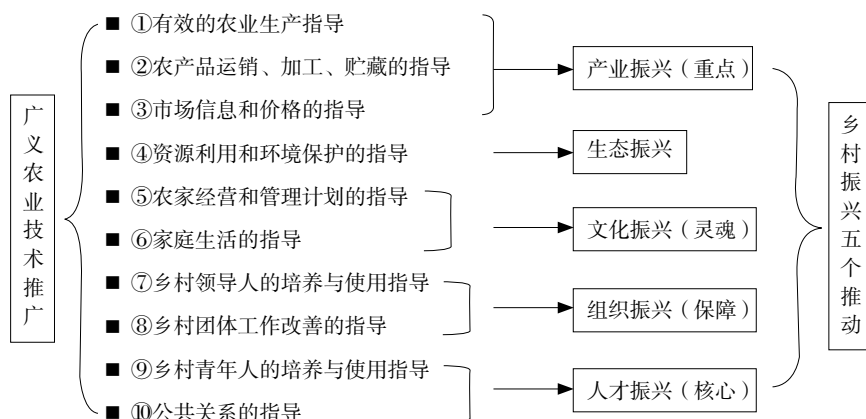 广义农业技术推广
■ ①有效的农业生产指导
■ ②农产品运销、加工、贮藏的指导
■ ③市场信息和价格的指导
■ ④资源利用和环境保护的指导
■ ⑤农家经营和管理计划的指导
■ ⑥家庭生活的指导
■ ⑦乡村领导人的培养与使用指导
■ ⑧乡村团体工作改善的指导
■ ⑨乡村青年人的培养与使用指导
■ ⑩公共关系的指导
产业振兴（重点）
生态振兴
文化振兴（灵魂）
组织振兴（保障）
人才振兴（核心）
乡村振兴五个推动